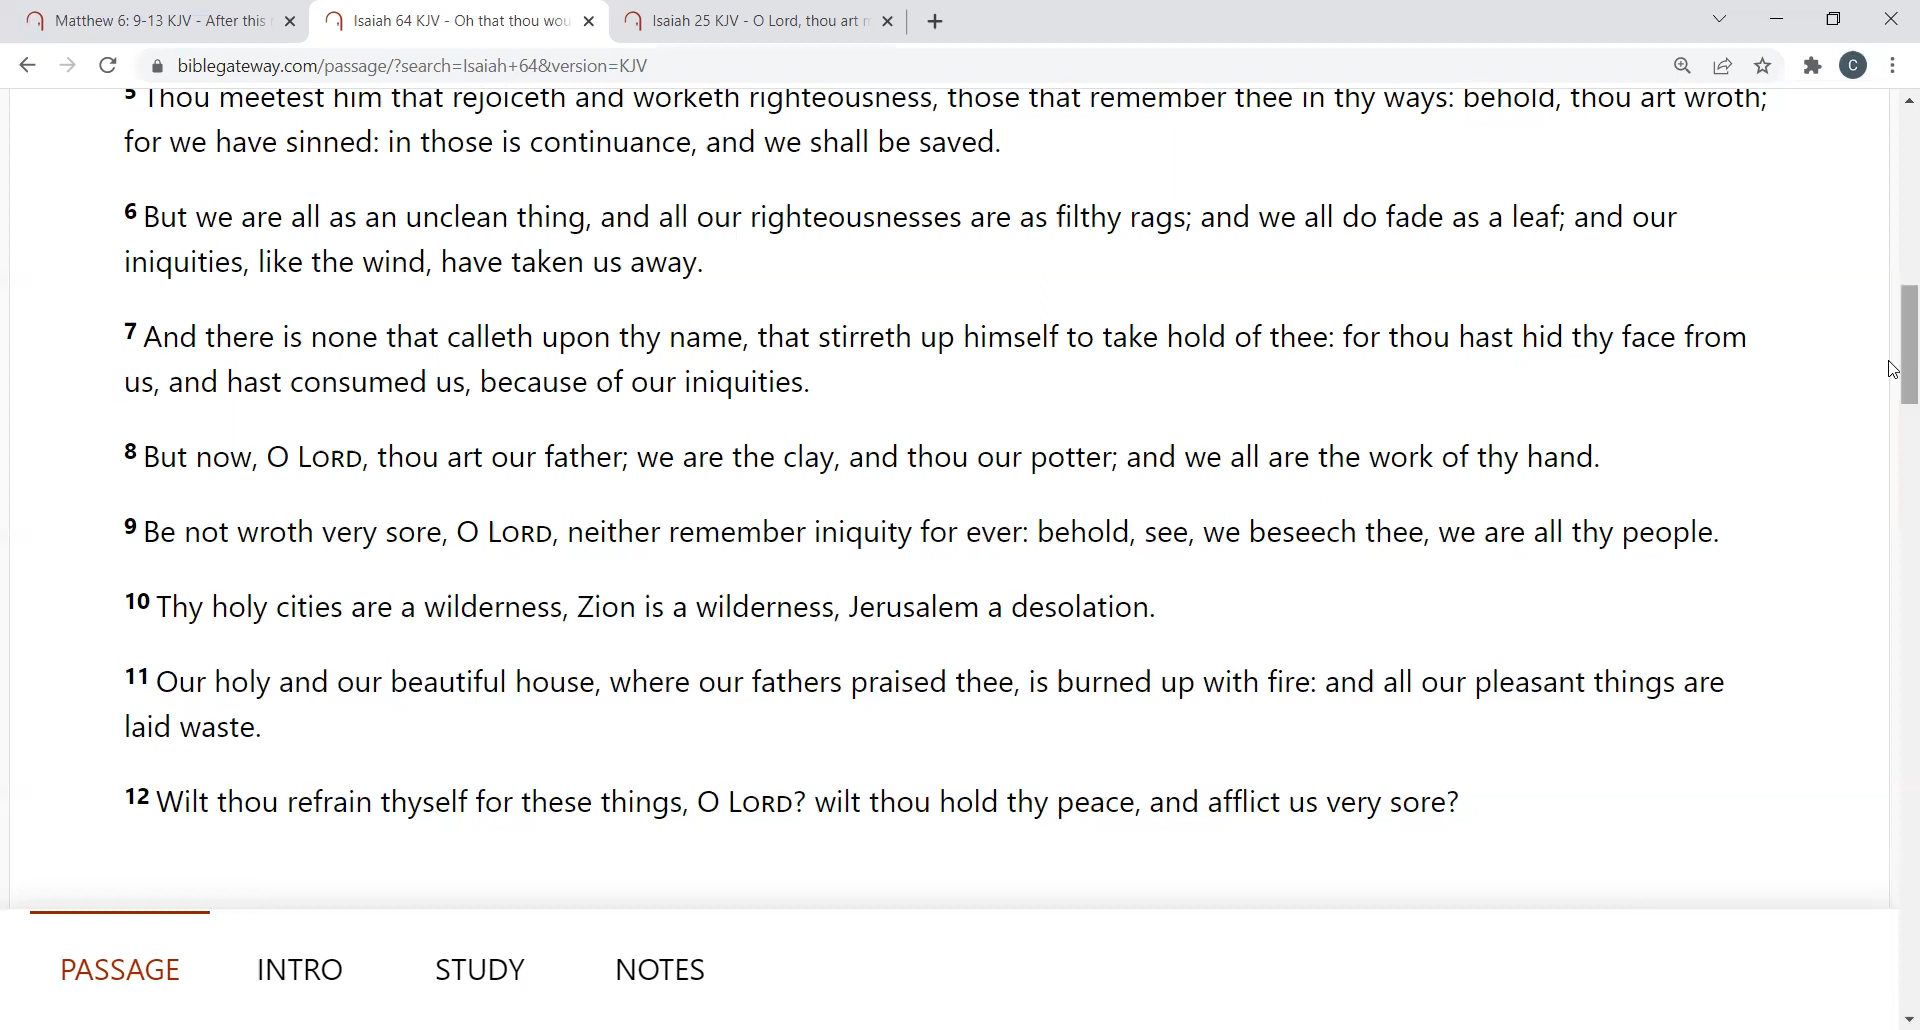 Matthew 6: 9-13 KJV - After this
Isaiah 64 KJV - Oh that thou wou
Isaiah 25 KJV - O Lord, thou art
biblegateway.com/passage/?search=Isaiah+64&version=KJV
C
5 Thou meetest him that rejoiceth and worketh righteousness, those that remember thee in thy ways: behold, thou art wroth;
for we have sinned: in those is continuance, and we shall be saved.
6 But we are all as an unclean thing, and all our righteousnesses are as filthy rags; and we all do fade as a leaf; and our
iniquities, like the wind, have taken us away.
7 And there is none that calleth upon thy name, that stirreth up himself to take hold of thee: for thou hast hid thy face from
us, and hast consumed us, because of our iniquities.
8 But now, O LORD, thou art our father; we are the clay, and thou our potter; and we all are the work of thy hand.
9 Be not wroth very sore, O LORD, neither remember iniquity for ever: behold, see, we beseech thee, we are all thy people.
10 Thy holy cities are a wilderness, Zion is a wilderness, Jerusalem a desolation.
11 Our holy and our beautiful house, where our fathers praised thee, is burned up with fire: and all our pleasant things are
laid waste.
12 Wilt thou refrain thyself for these things, O LORD? wilt thou hold thy peace, and afflict us very sore?
PASSAGE INTRO STUDY NOTES